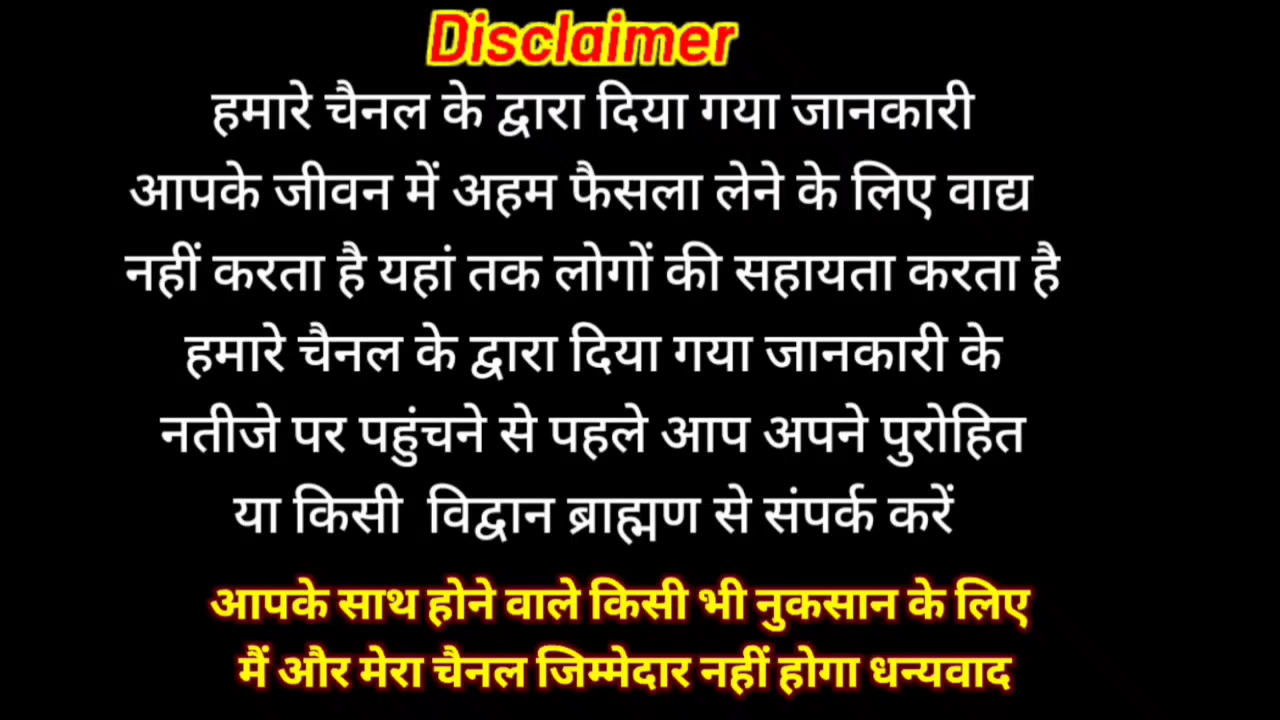 Disclaimer
हमारे चैनल के द्वारा दिया गया जानकारी
आपके जीवन में अहम फैसला लेने के लिए वाद्य
नहीं करता है यहां तक लोगों की सहायता करता है
हमारे चैनल के द्वारा दिया गया जानकारी के
नतीजे पर पहुंचने से पहले आप अपने पुरोहित
या किसी विद्वान ब्राह्मण से संपर्क करें
आपके साथ होने वाले किसी भी नुकसान के लिए
मैं और मेरा चैनल जिम्मेदार नहीं होगा धन्यवाद